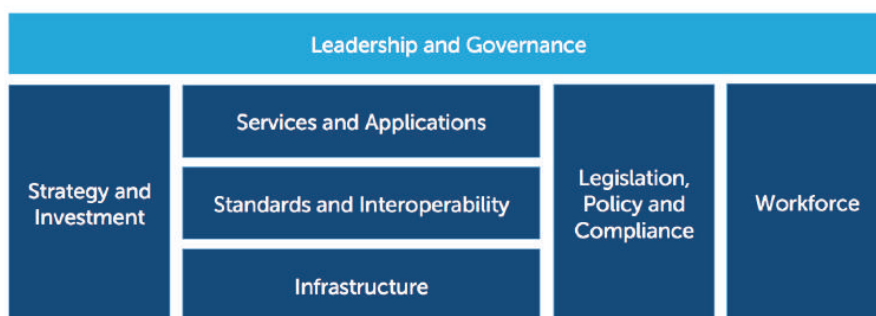 Leadership and Governance
Strategy and
Investment
Services and Applications
Standards and Interoperability
Infrastructure
Legislation,
Policy and
Compliance
Workforce